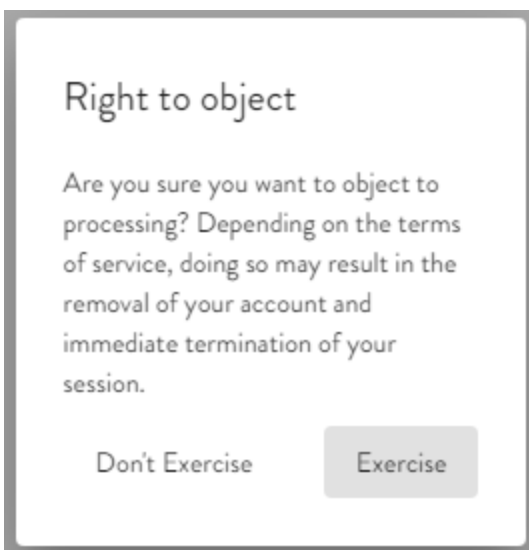 Right to object
Are you sure you want to object to
processing? Depending on the terms
of service, doing so may result in the
removal of your account and
immediate termination of your
session.
Don't Exercise
Exercise